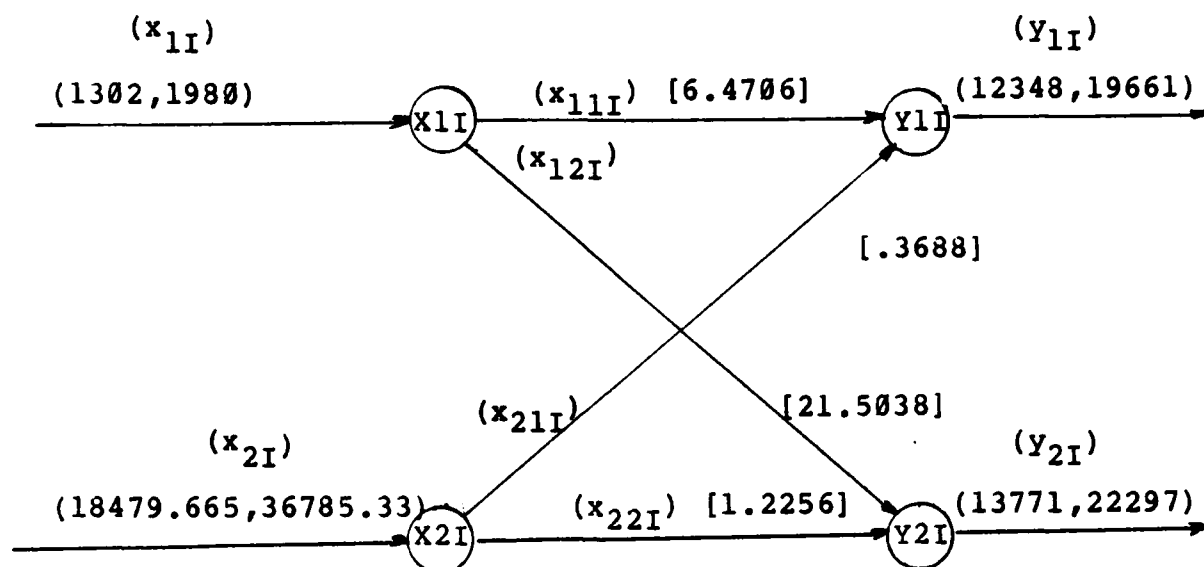 (x1I)
(y1I)
(1302,1980)
(x11I) [6.4706]
(12348,19661)
X1I
Y1I
(x12I)
[.3688]
(x21I)
[21.5038]
(x2I)
(y2I)
(18479.665,36785.33)
(x22I) [1.2256]
(13771,22297)
X2I
Y2I